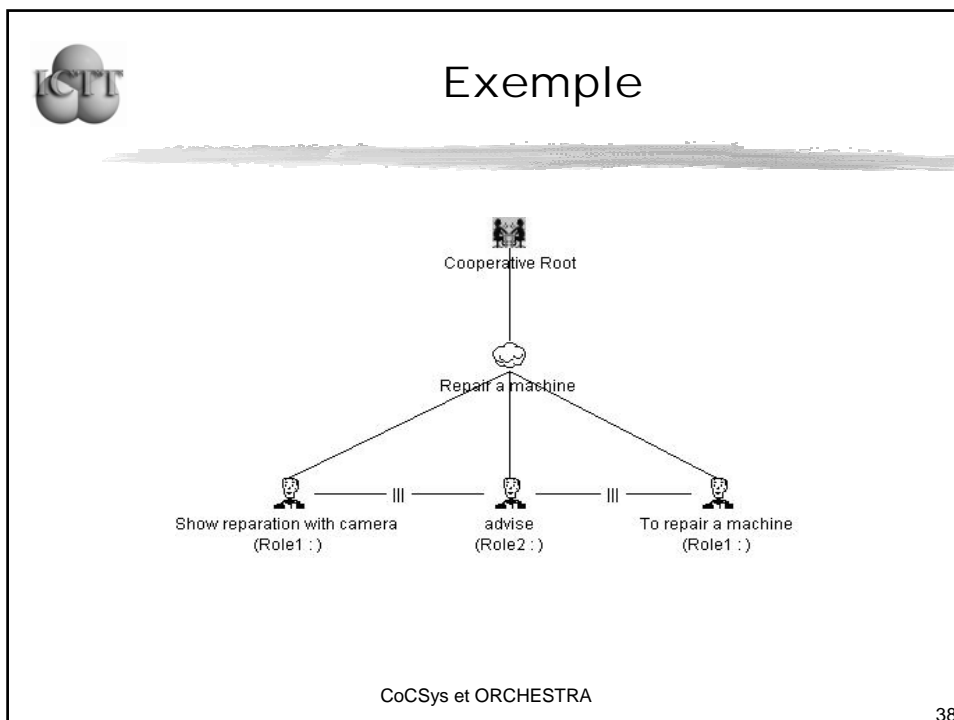 ICTT
Exemple
Cooperative Root
Repair a machine
||| |||
Show reparation with camera advise To repair a machine
(Role1 : ) (Role2 : ) (Role1 : )
CoCSys et ORCHESTRA
38